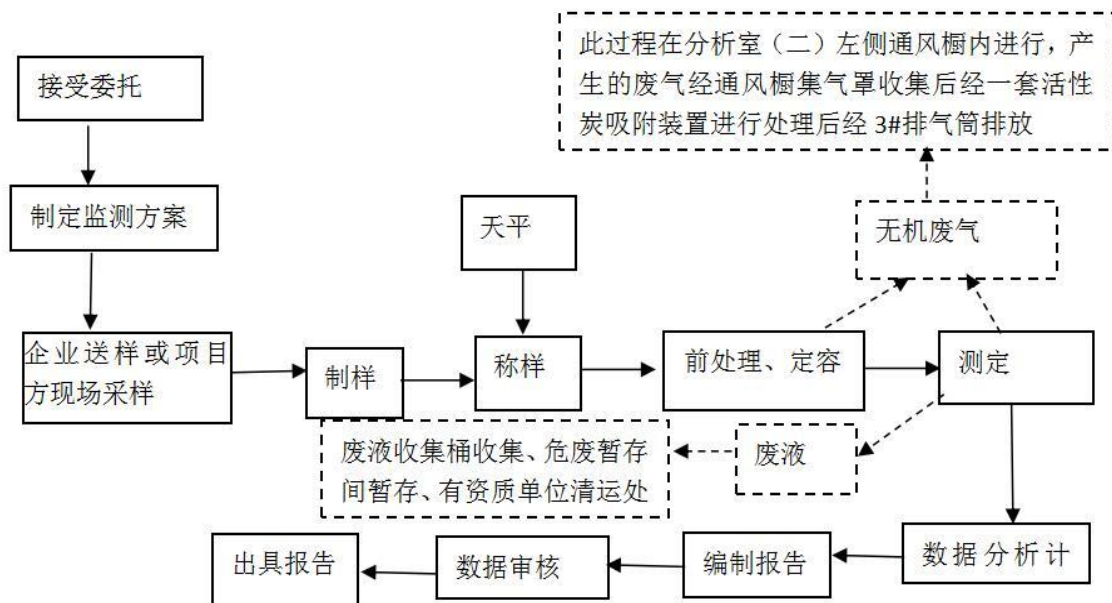 接受委托
此过程在分析室（二）左侧通风橱内进行，产
生的废气经通风橱集气罩收集后经一套活性
炭吸附装置进行处理后经 3#排气筒排放
制定监测方案
天平
无机废气
企业送样或项目
方现场采样
制样
称样
前处理、定容
测定
废液收集桶收集、危废暂存
间暂存、有资质单位清运处
废液
出具报告
数据审核
编制报告
数据分析计